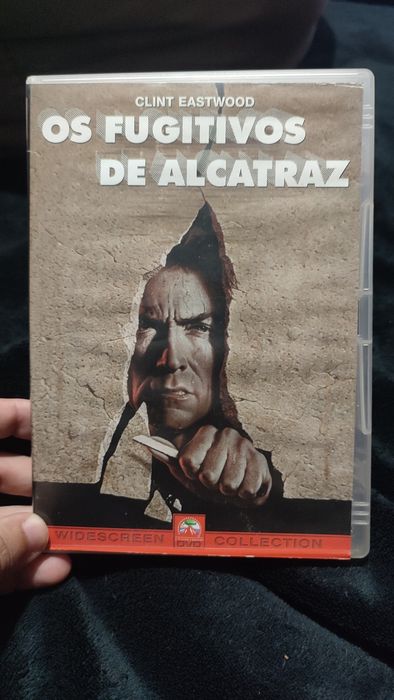 CLINT EASTWOOD
OS FUGITIVOS
DE ALCATRAZ
WIDESCREEN DVD COLLECTION